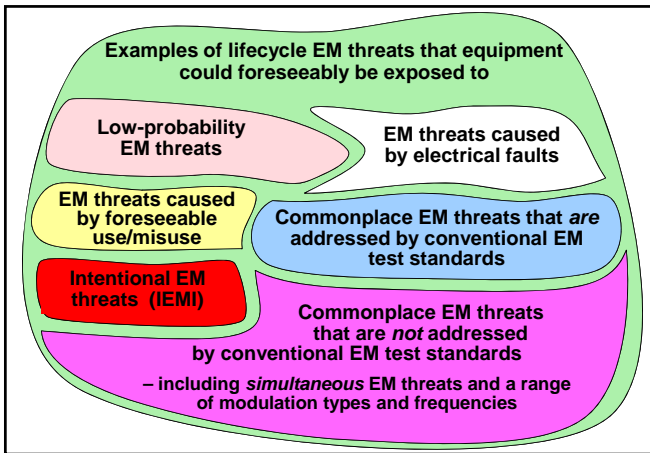 Examples of lifecycle EM threats that equipment
could foreseeably be exposed to
Low-probability
EM threats
EM threats caused
by electrical faults
EM threats caused
by foreseeable
use/misuse
Commonplace EM threats that are
addressed by conventional EM
test standards
Intentional EM
threats (IEMI)
Commonplace EM threats
that are not addressed
by conventional EM test standards
– including simultaneous EM threats and a range
of modulation types and frequencies